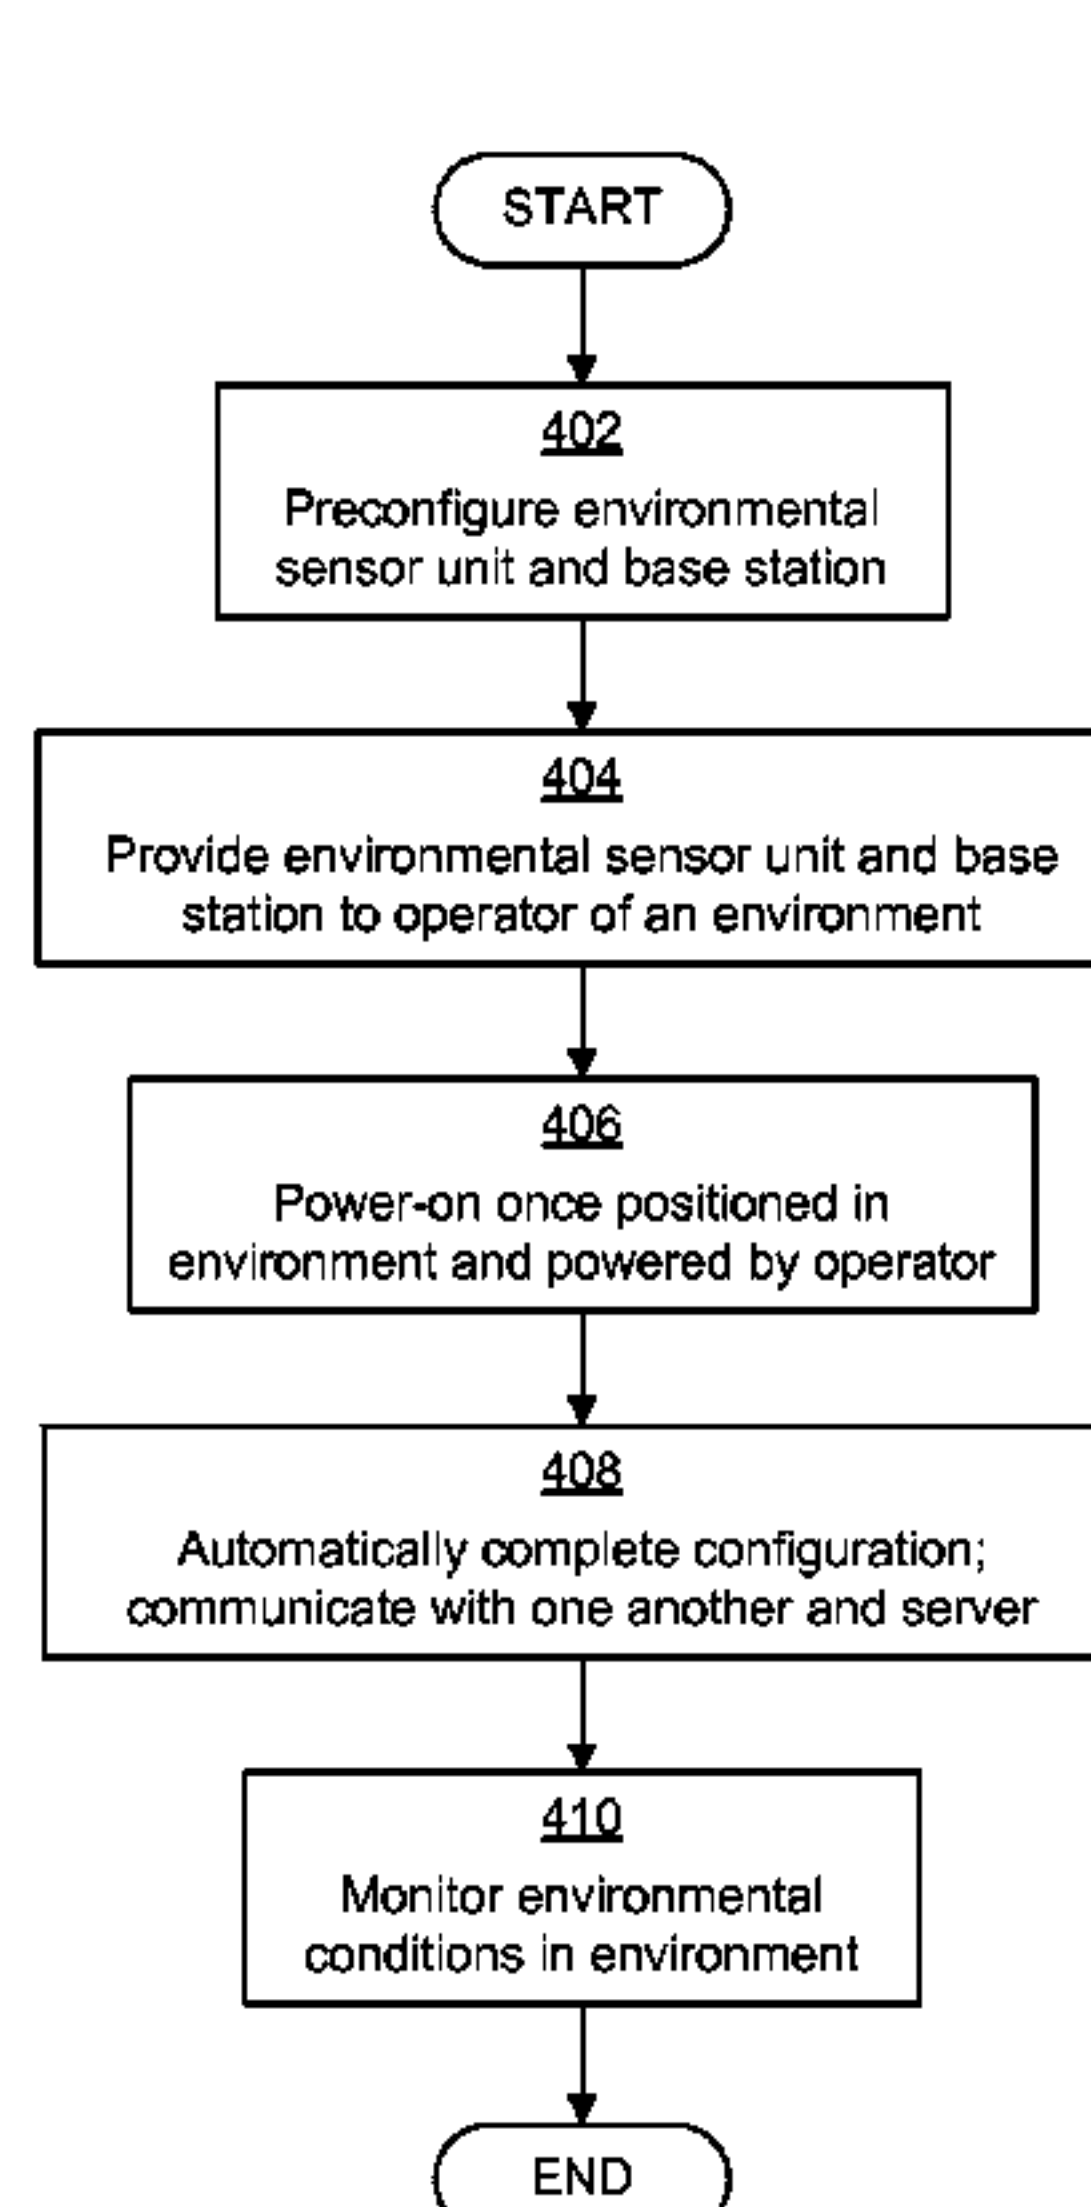 START
402
Preconfigure environmental
sensor unit and base station
404
Provide environmental sensor unit and base
station to operator of an environment
406
Power-on once positioned in
environment and powered by operator
408
Automatically complete configuration;
communicate with one another and server
410
Monitor environmental
conditions in environment
END